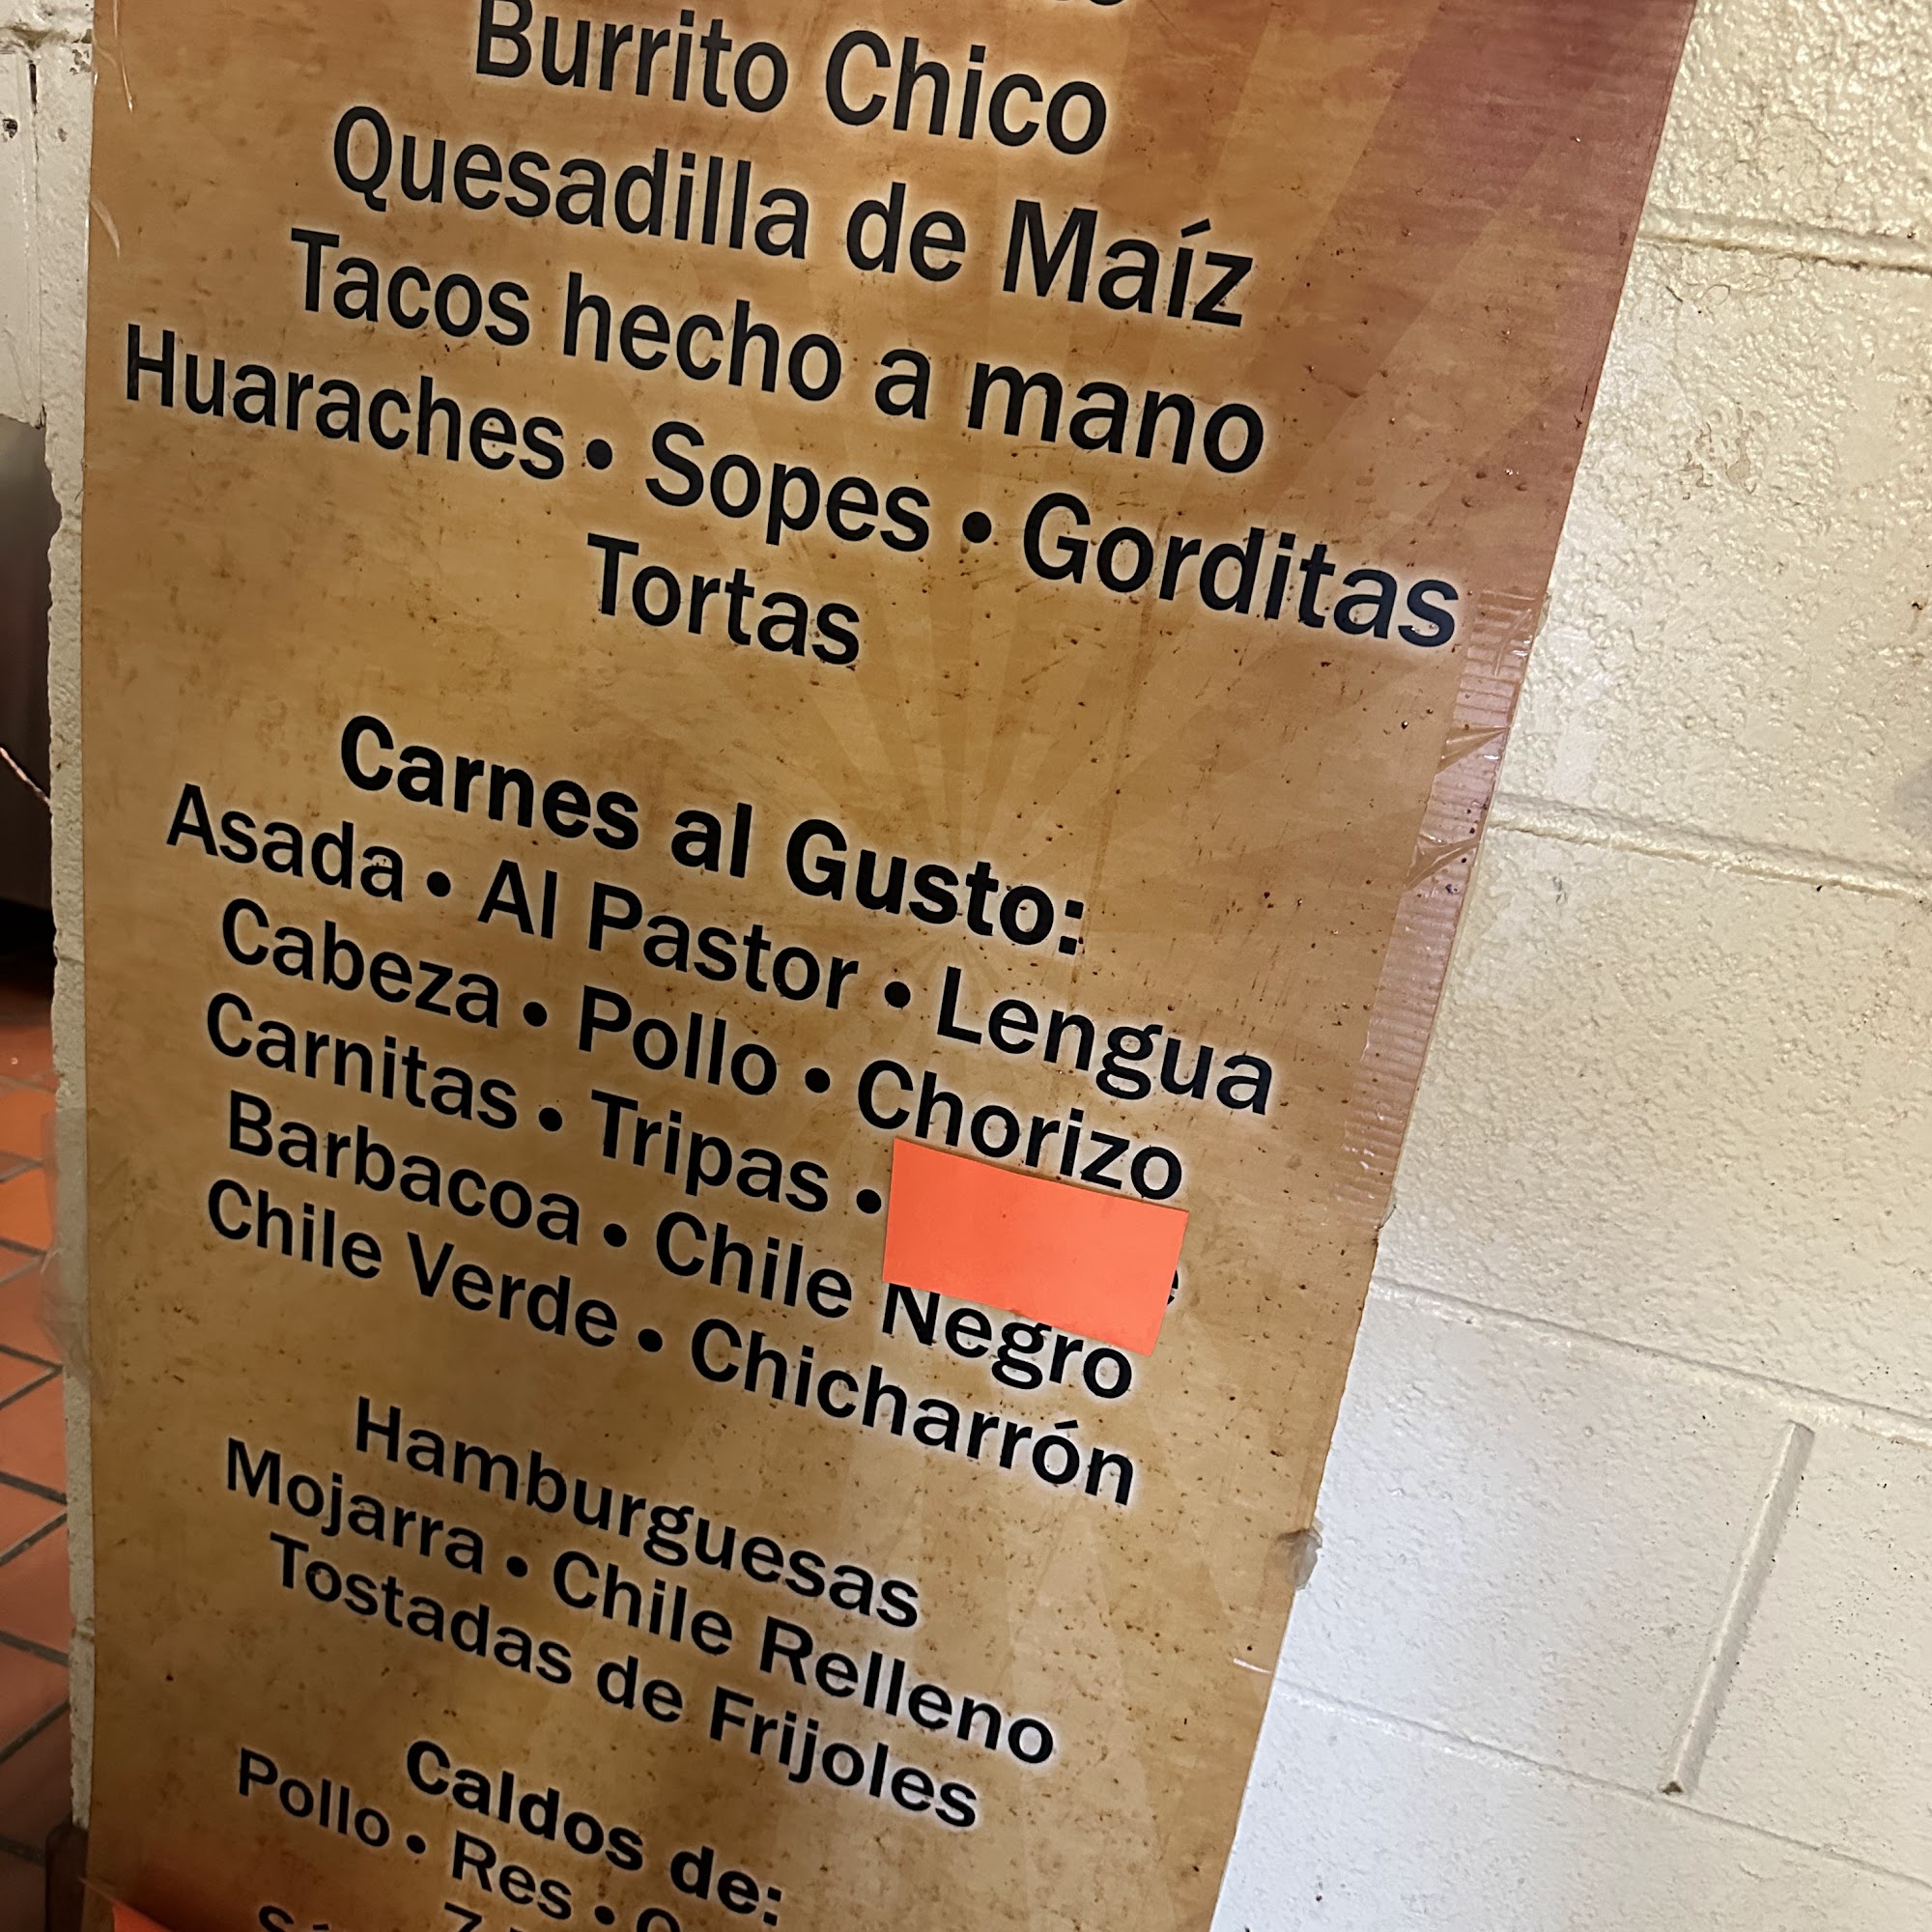 Burrito Chico
Quesadilla de Maíz
Tacos hecho a mano
Huaraches • Sopes • Gorditas
Tortas
Carnes al Gusto:
Asada • Al Pastor • Lengua
Cabeza • Pollo • Chorizo
Carnitas • Tripas •
Barbacoa • Chile Negro
Chile Verde • Chicharrón
Hamburguesas
Mojarra • Chile Relleno
Tostadas de Frijoles
Caldos de:
Pollo • Res •